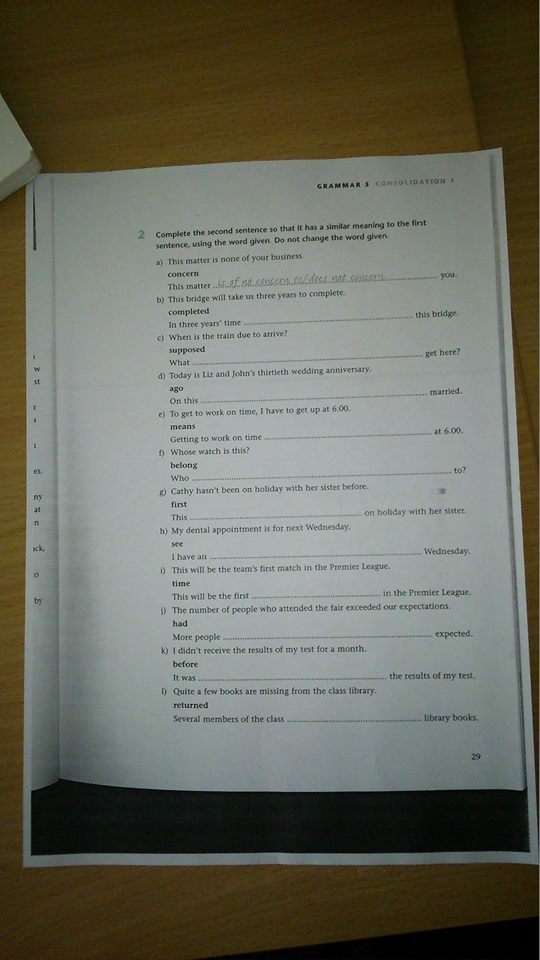 GRAMMAR 5 CONSOLIDATION 1
2 Complete the second sentence so that it has a similar meaning to the first
sentence, using the word given. Do not change the word given.
a) This matter is none of your business.
concern
This matter ..is of no concern to/does not concern.................. you.
b) This bridge will take us three years to complete.
completed
In three years' time .................................................................. this bridge.
c) When is the train due to arrive?
supposed
What .................................................................................. get here?
d) Today is Liz and John's thirtieth wedding anniversary.
ago
On this .................................................................................. married.
e) To get to work on time, I have to get up at 6.00.
means
Getting to work on time ........................................................... at 6.00.
f) Whose watch is this?
belong
Who .......................................................................................... to?
g) Cathy hasn't been on holiday with her sister before.
first
This ............................................................ on holiday with her sister.
h) My dental appointment is for next Wednesday.
see
I have an .......................................................................... Wednesday.
i) This will be the team's first match in the Premier League.
time
This will be the first .............................................. in the Premier League.
j) The number of people who attended the fair exceeded our expectations.
had
More people .......................................................................... expected.
k) I didn't receive the results of my test for a month.
before
It was .................................................................. the results of my test.
l) Quite a few books are missing from the class library.
returned
Several members of the class ................................................ library books.
29
w
st
es.
ny
at
n
ick,
o
by